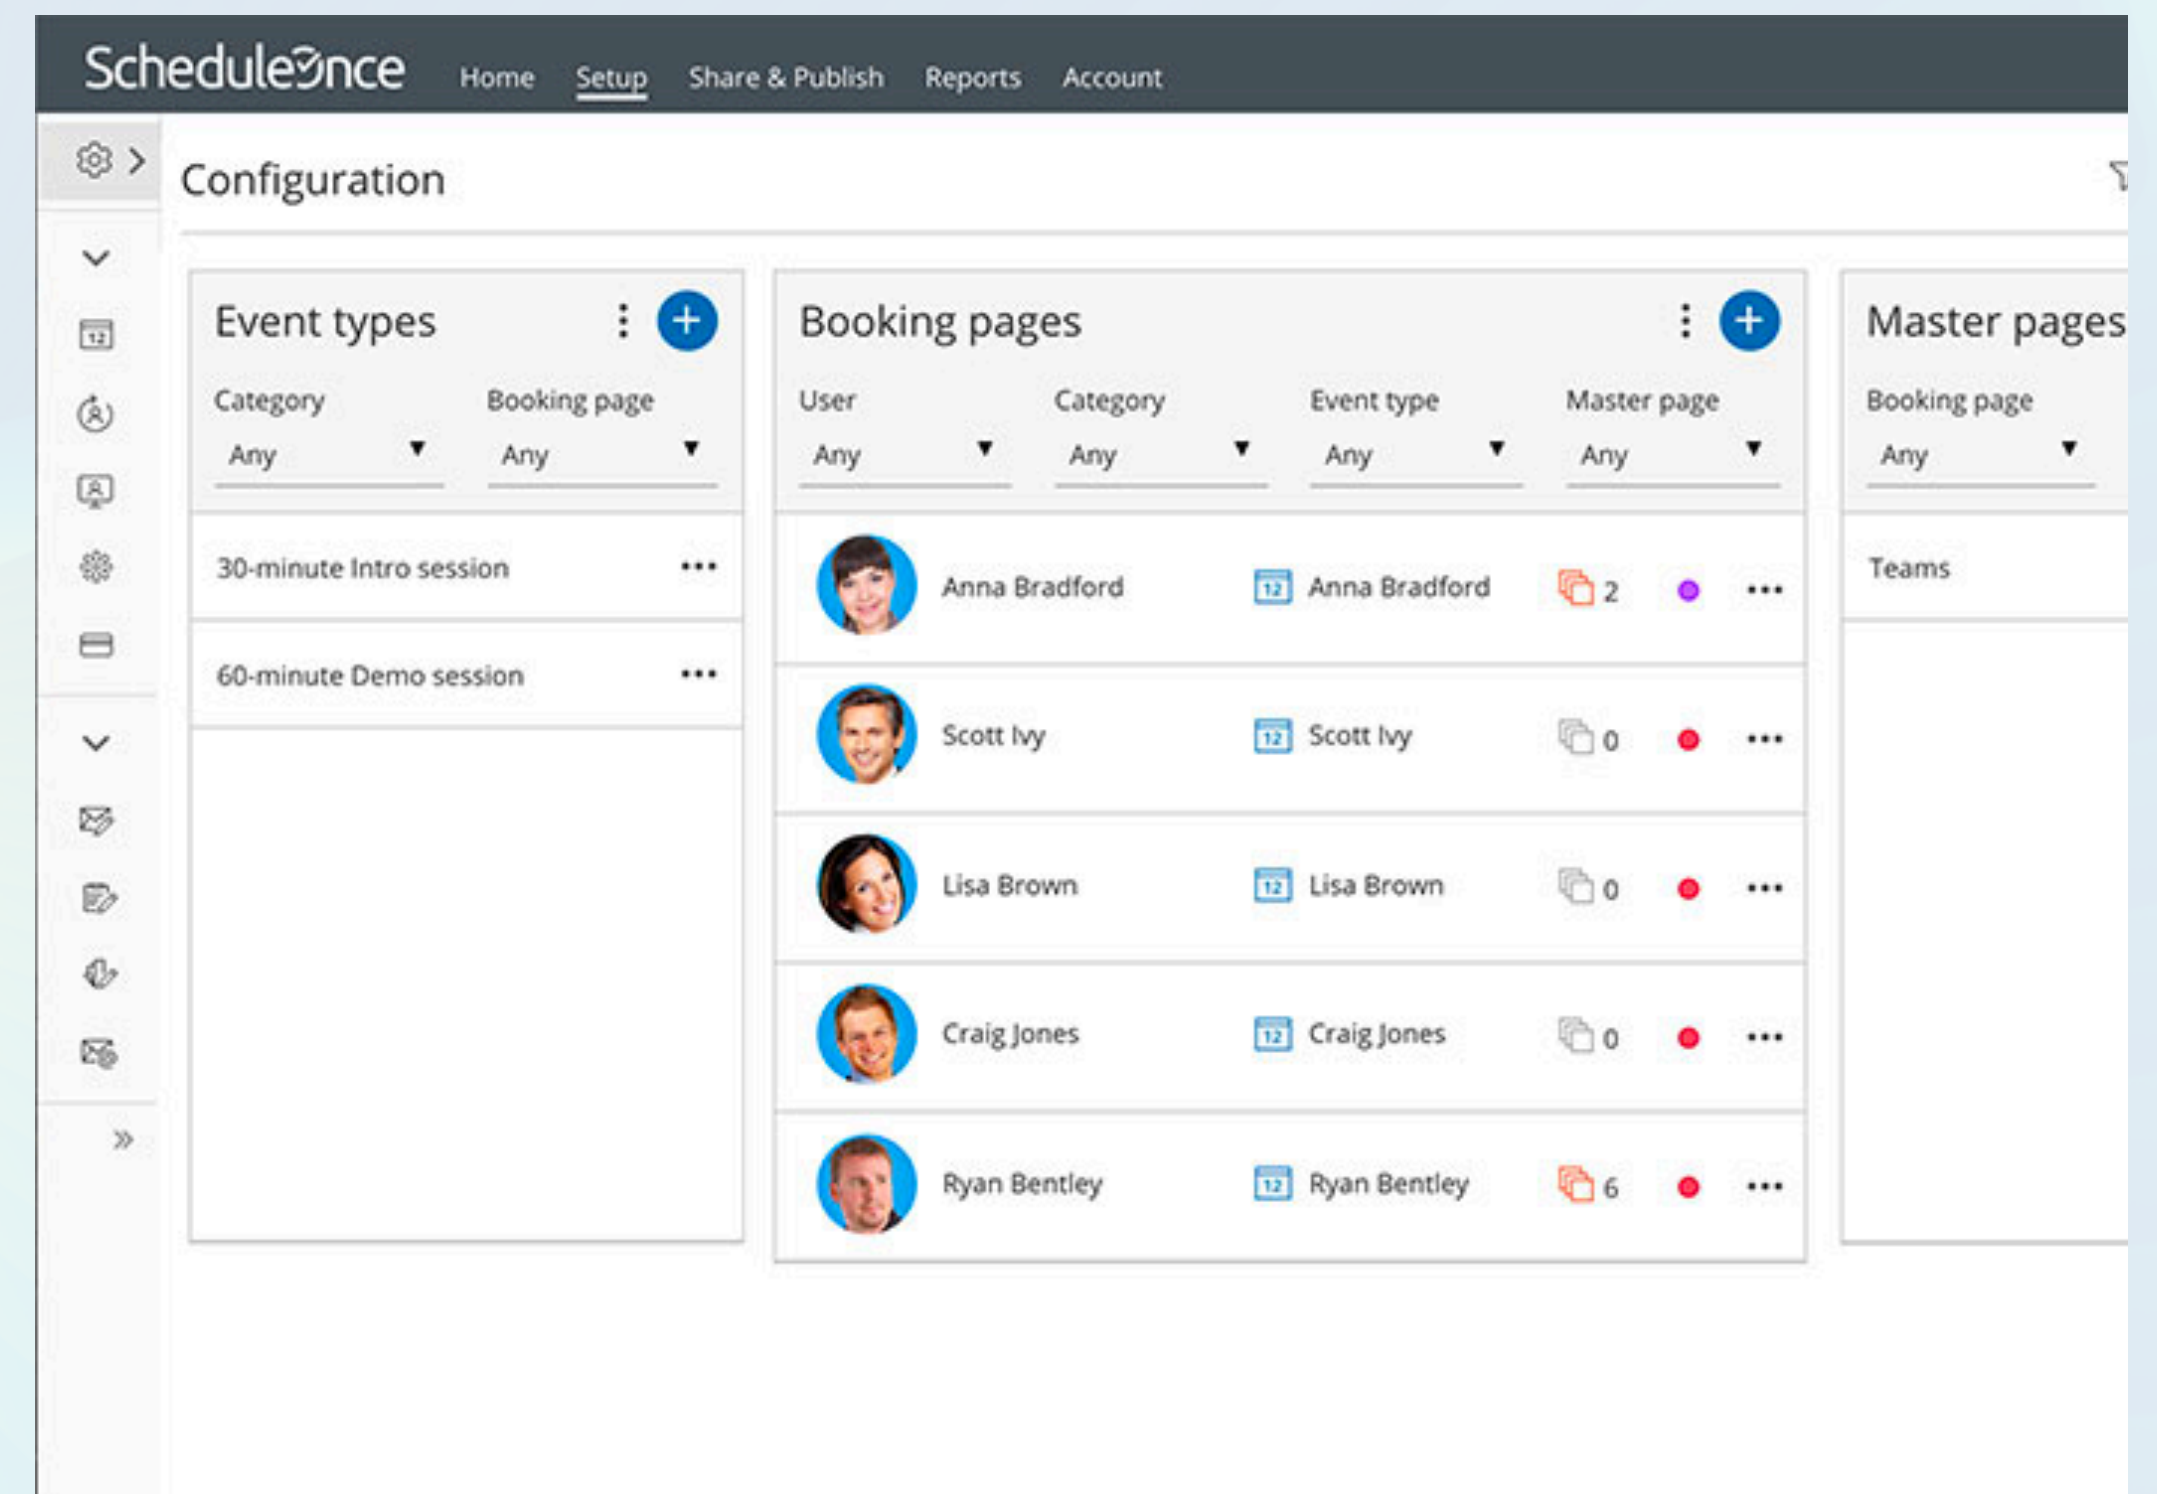 ScheduleOnce Home Setup Share & Publish Reports Account
Configuration
Event types
Category Booking page
Any Any
30-minute Intro session
60-minute Demo session
Booking pages
User Category Event type Master page
Any Any Any Any
Anna Bradford 12 Anna Bradford 2
Scott Ivy 12 Scott Ivy 0
Lisa Brown 12 Lisa Brown 0
Craig Jones 12 Craig Jones 0
Ryan Bentley 12 Ryan Bentley 6
Master pages
Booking page
Any
Teams
12